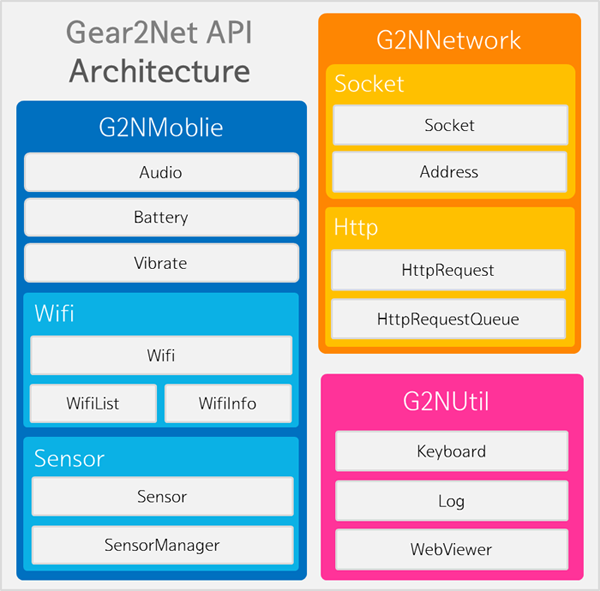 Gear2Net API
Architecture
G2NMoblie
Audio
Battery
Vibrate
Wifi
Wifi
WifiList
WifiInfo
Sensor
Sensor
SensorManager
G2NNetwork
Socket
Socket
Address
Http
HttpRequest
HttpRequestQueue
G2NUtil
Keyboard
Log
WebViewer